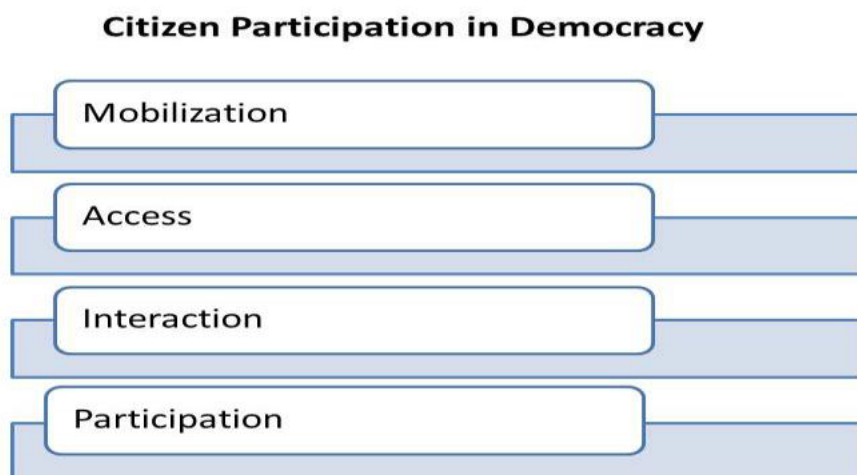 Citizen Participation in Democracy
Mobilization
Access
Interaction
Participation